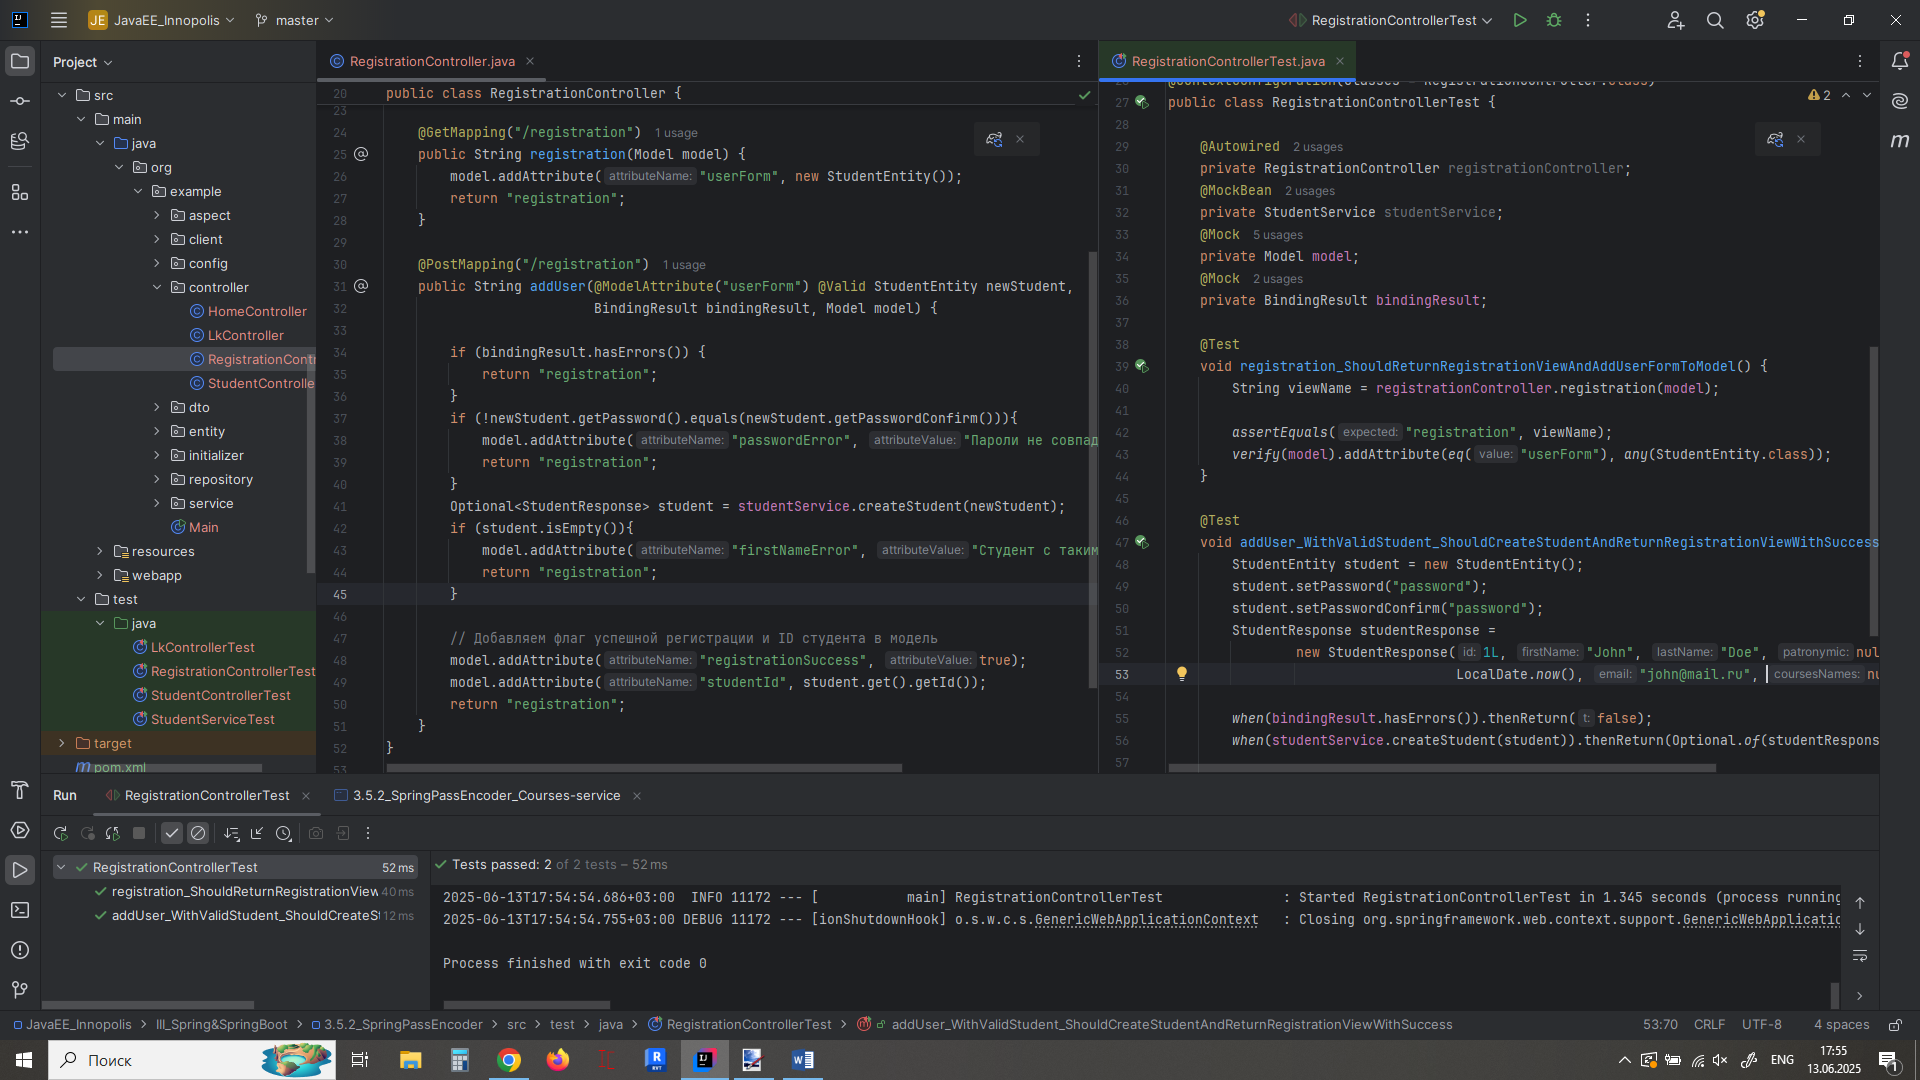 JE JavaEE_Innopolis master RegistrationControllerTest
Project
src
main
java
org
example
aspect
client
config
controller
HomeController
LkController
RegistrationContr
StudentControlle
dto
entity
initializer
repository
service
Main
resources
webapp
test
java
LkControllerTest
RegistrationControllerTest
StudentControllerTest
StudentServiceTest
target
pom.xml
RegistrationController.java
20 public class RegistrationController {
23
24 @GetMapping("/registration") 1 usage
25 public String registration(Model model) {
26 model.addAttribute( attributeName: "userForm", new StudentEntity());
27 return "registration";
28 }
29
30 @PostMapping("/registration") 1 usage
31 public String addUser(@ModelAttribute("userForm") @Valid StudentEntity newStudent,
32 BindingResult bindingResult, Model model) {
33
34 if (bindingResult.hasErrors()) {
35 return "registration";
36 }
37 if (!newStudent.getPassword().equals(newStudent.getPasswordConfirm())){
38 model.addAttribute( attributeName: "passwordError", attributeValue: "Пароли не совпад
39 return "registration";
40 }
41 Optional<StudentResponse> student = studentService.createStudent(newStudent);
42 if (student.isEmpty()){
43 model.addAttribute( attributeName: "firstNameError", attributeValue: "Студент с таким
44 return "registration";
45 }
46
47 // Добавляем флаг успешной регистрации и ID студента в модель
48 model.addAttribute( attributeName: "registrationSuccess", attributeValue: true);
49 model.addAttribute( attributeName: "studentId", student.get().getId());
50 return "registration";
51 }
52 }
53
RegistrationControllerTest.java
2
27 public class RegistrationControllerTest {
28
29 @Autowired 2 usages
30 private RegistrationController registrationController;
31 @MockBean 2 usages
32 private StudentService studentService;
33 @Mock 5 usages
34 private Model model;
35 @Mock 2 usages
36 private BindingResult bindingResult;
37
38 @Test
39 void registration_ShouldReturnRegistrationViewAndAddUserFormToModel() {
40 String viewName = registrationController.registration(model);
41
42 assertEquals( expected: "registration", viewName);
43 verify(model).addAttribute(eq( value: "userForm"), any(StudentEntity.class));
44 }
45
46 @Test
47 void addUser_WithValidStudent_ShouldCreateStudentAndReturnRegistrationViewWithSuccess
48 StudentEntity student = new StudentEntity();
49 student.setPassword("password");
50 student.setPasswordConfirm("password");
51 StudentResponse studentResponse =
52 new StudentResponse( id: 1L, firstName: "John", lastName: "Doe", patronymic: nul
53 LocalDate.now(), email: "john@mail.ru", coursesNames: nu
54
55 when(bindingResult.hasErrors()).thenReturn( t: false);
56 when(studentService.createStudent(student)).thenReturn(Optional.of(studentRespons
57
Run RegistrationControllerTest 3.5.2_SpringPassEncoder_Courses-service
RegistrationControllerTest 52 ms
registration_ShouldReturnRegistrationView 40 ms
addUser_WithValidStudent_ShouldCreateSt 12 ms
Tests passed: 2 of 2 tests – 52 ms
2025-06-13T17:54:54.686+03:00 INFO 11172 --- [ main] RegistrationControllerTest : Started RegistrationControllerTest in 1.345 seconds (process running
2025-06-13T17:54:54.755+03:00 DEBUG 11172 --- [ionShutdownHook] o.s.w.c.s.GenericWebApplicationContext : Closing org.springframework.web.context.support.GenericWebApplicatio
Process finished with exit code 0
JavaEE_Innopolis > III_Spring&SpringBoot > 3.5.2_SpringPassEncoder > src > test > java > RegistrationControllerTest > addUser_WithValidStudent_ShouldCreateStudentAndReturnRegistrationViewWithSuccess 53:70 CRLF UTF-8 4 spaces
Поиск
ENG
17:55
13.06.2025
1